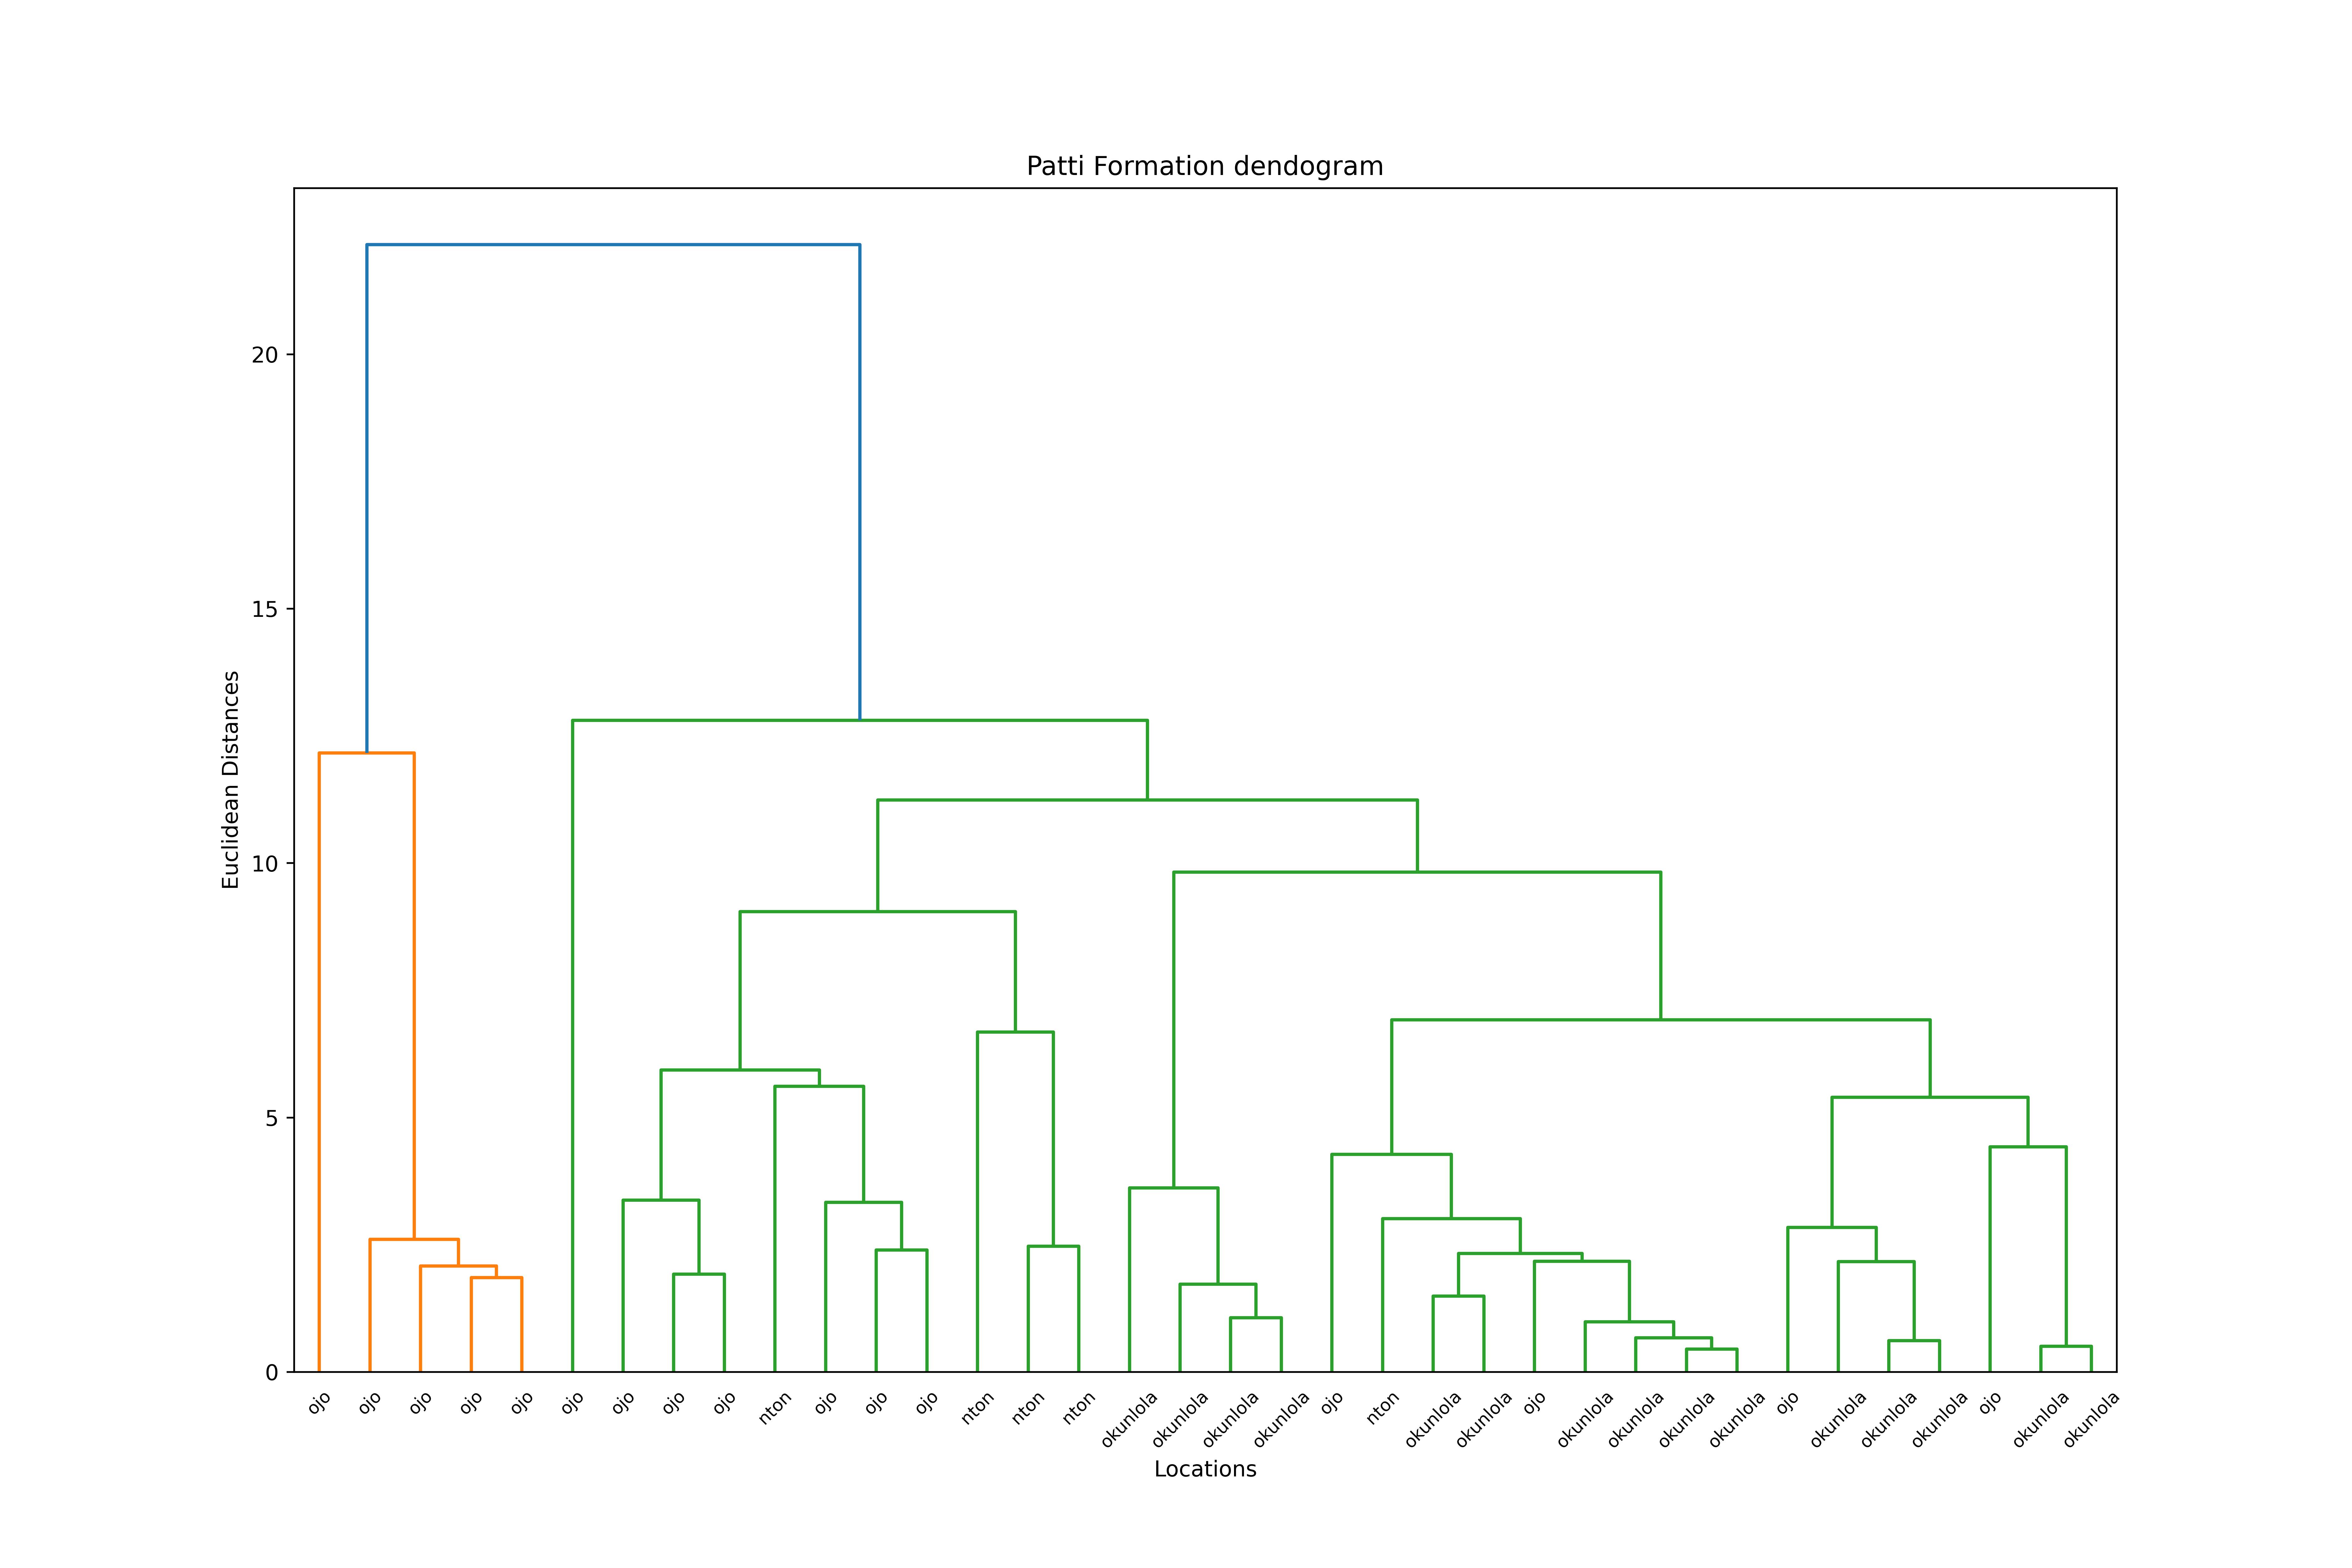 Patti Formation dendogram
Euclidean Distances
20
15
10
5
0
ojo ojo ojo ojo ojo ojo ojo ojo ojo nton ojo ojo ojo nton nton nton okunlola okunlola okunlola okunlola ojo nton okunlola okunlola ojo okunlola okunlola okunlola okunlola ojo okunlola okunlola okunlola ojo okunlola okunlola
Locations